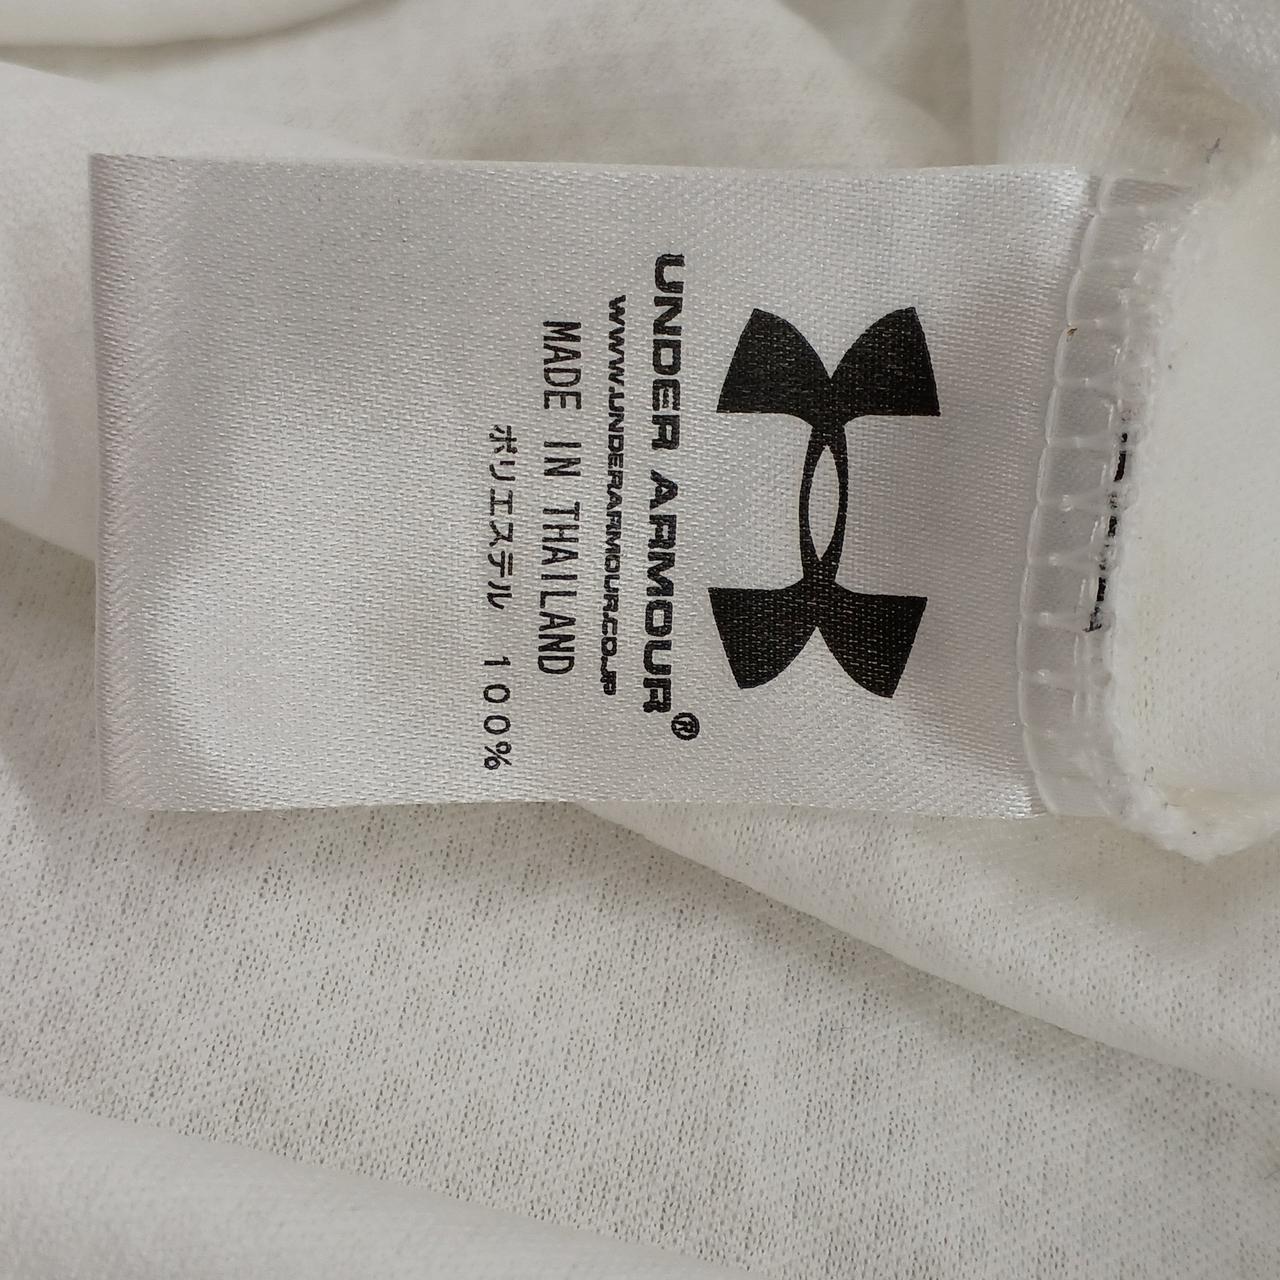 UNDER ARMOUR®
WWW.UNDERARMOUR.CO.JP
MADE IN THAILAND
ポリエステル 100%